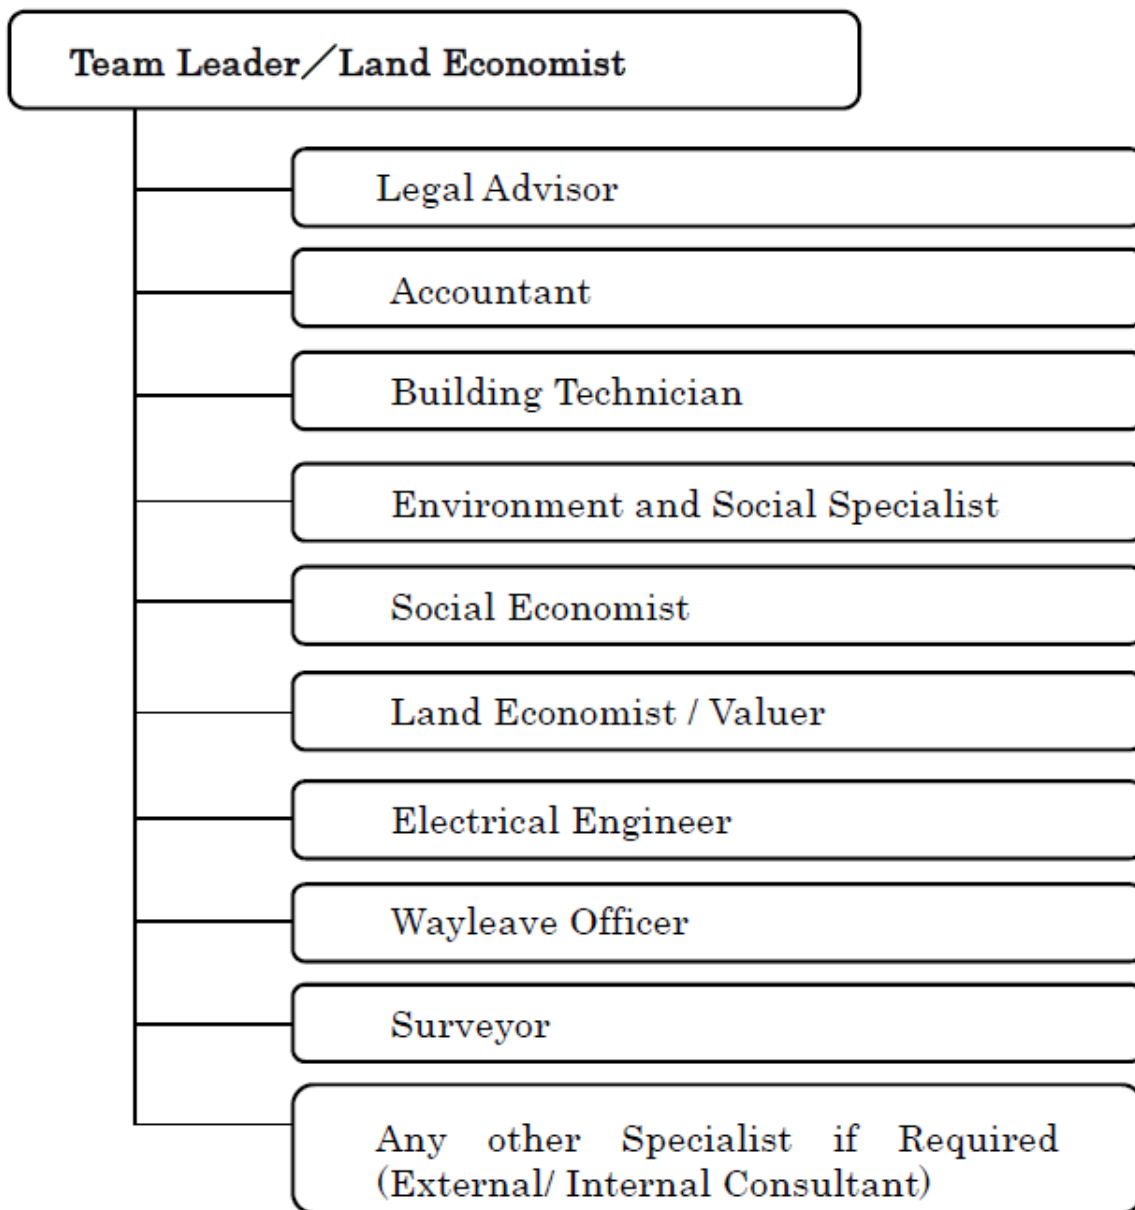 Team Leader／Land Economist
Legal Advisor
Accountant
Building Technician
Environment and Social Specialist
Social Economist
Land Economist / Valuer
Electrical Engineer
Wayleave Officer
Surveyor
Any other Specialist if Required
(External/ Internal Consultant)